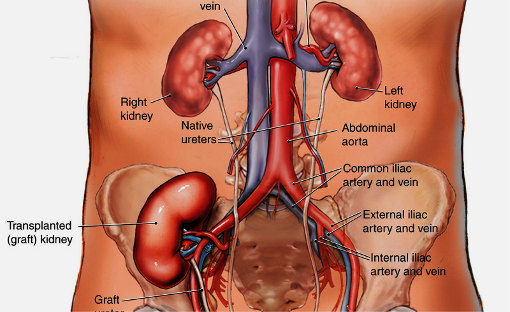 vein
Right
kidney
Left
kidney
Native
ureters
Abdominal
aorta
Common iliac
artery and vein
Transplanted
(graft) kidney
External iliac
artery and vein
Internal iliac
artery and vein
Graft
ureter